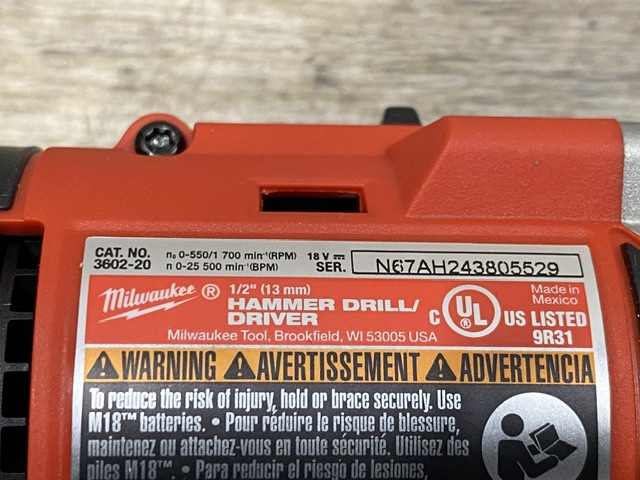 CAT. NO. n₀ 0-550/1 700 min⁻¹(RPM) 18 V ⎓
3602-20 n 0-25 500 min⁻¹(BPM) SER. N67AH243805529
Milwaukee ® 1/2" (13 mm)
HAMMER DRILL/
DRIVER
Milwaukee Tool, Brookfield, WI 53005 USA
C UL US LISTED
9R31
Made in
Mexico
WARNING AVERTISSEMENT ADVERTENCIA
To reduce the risk of injury, hold or brace securely. Use
M18™ batteries. • Pour réduire le risque de blessure,
maintenez ou attachez-vous en toute sécurité. Utilisez des
piles M18™. • Para reducir el riesgo de lesiones,